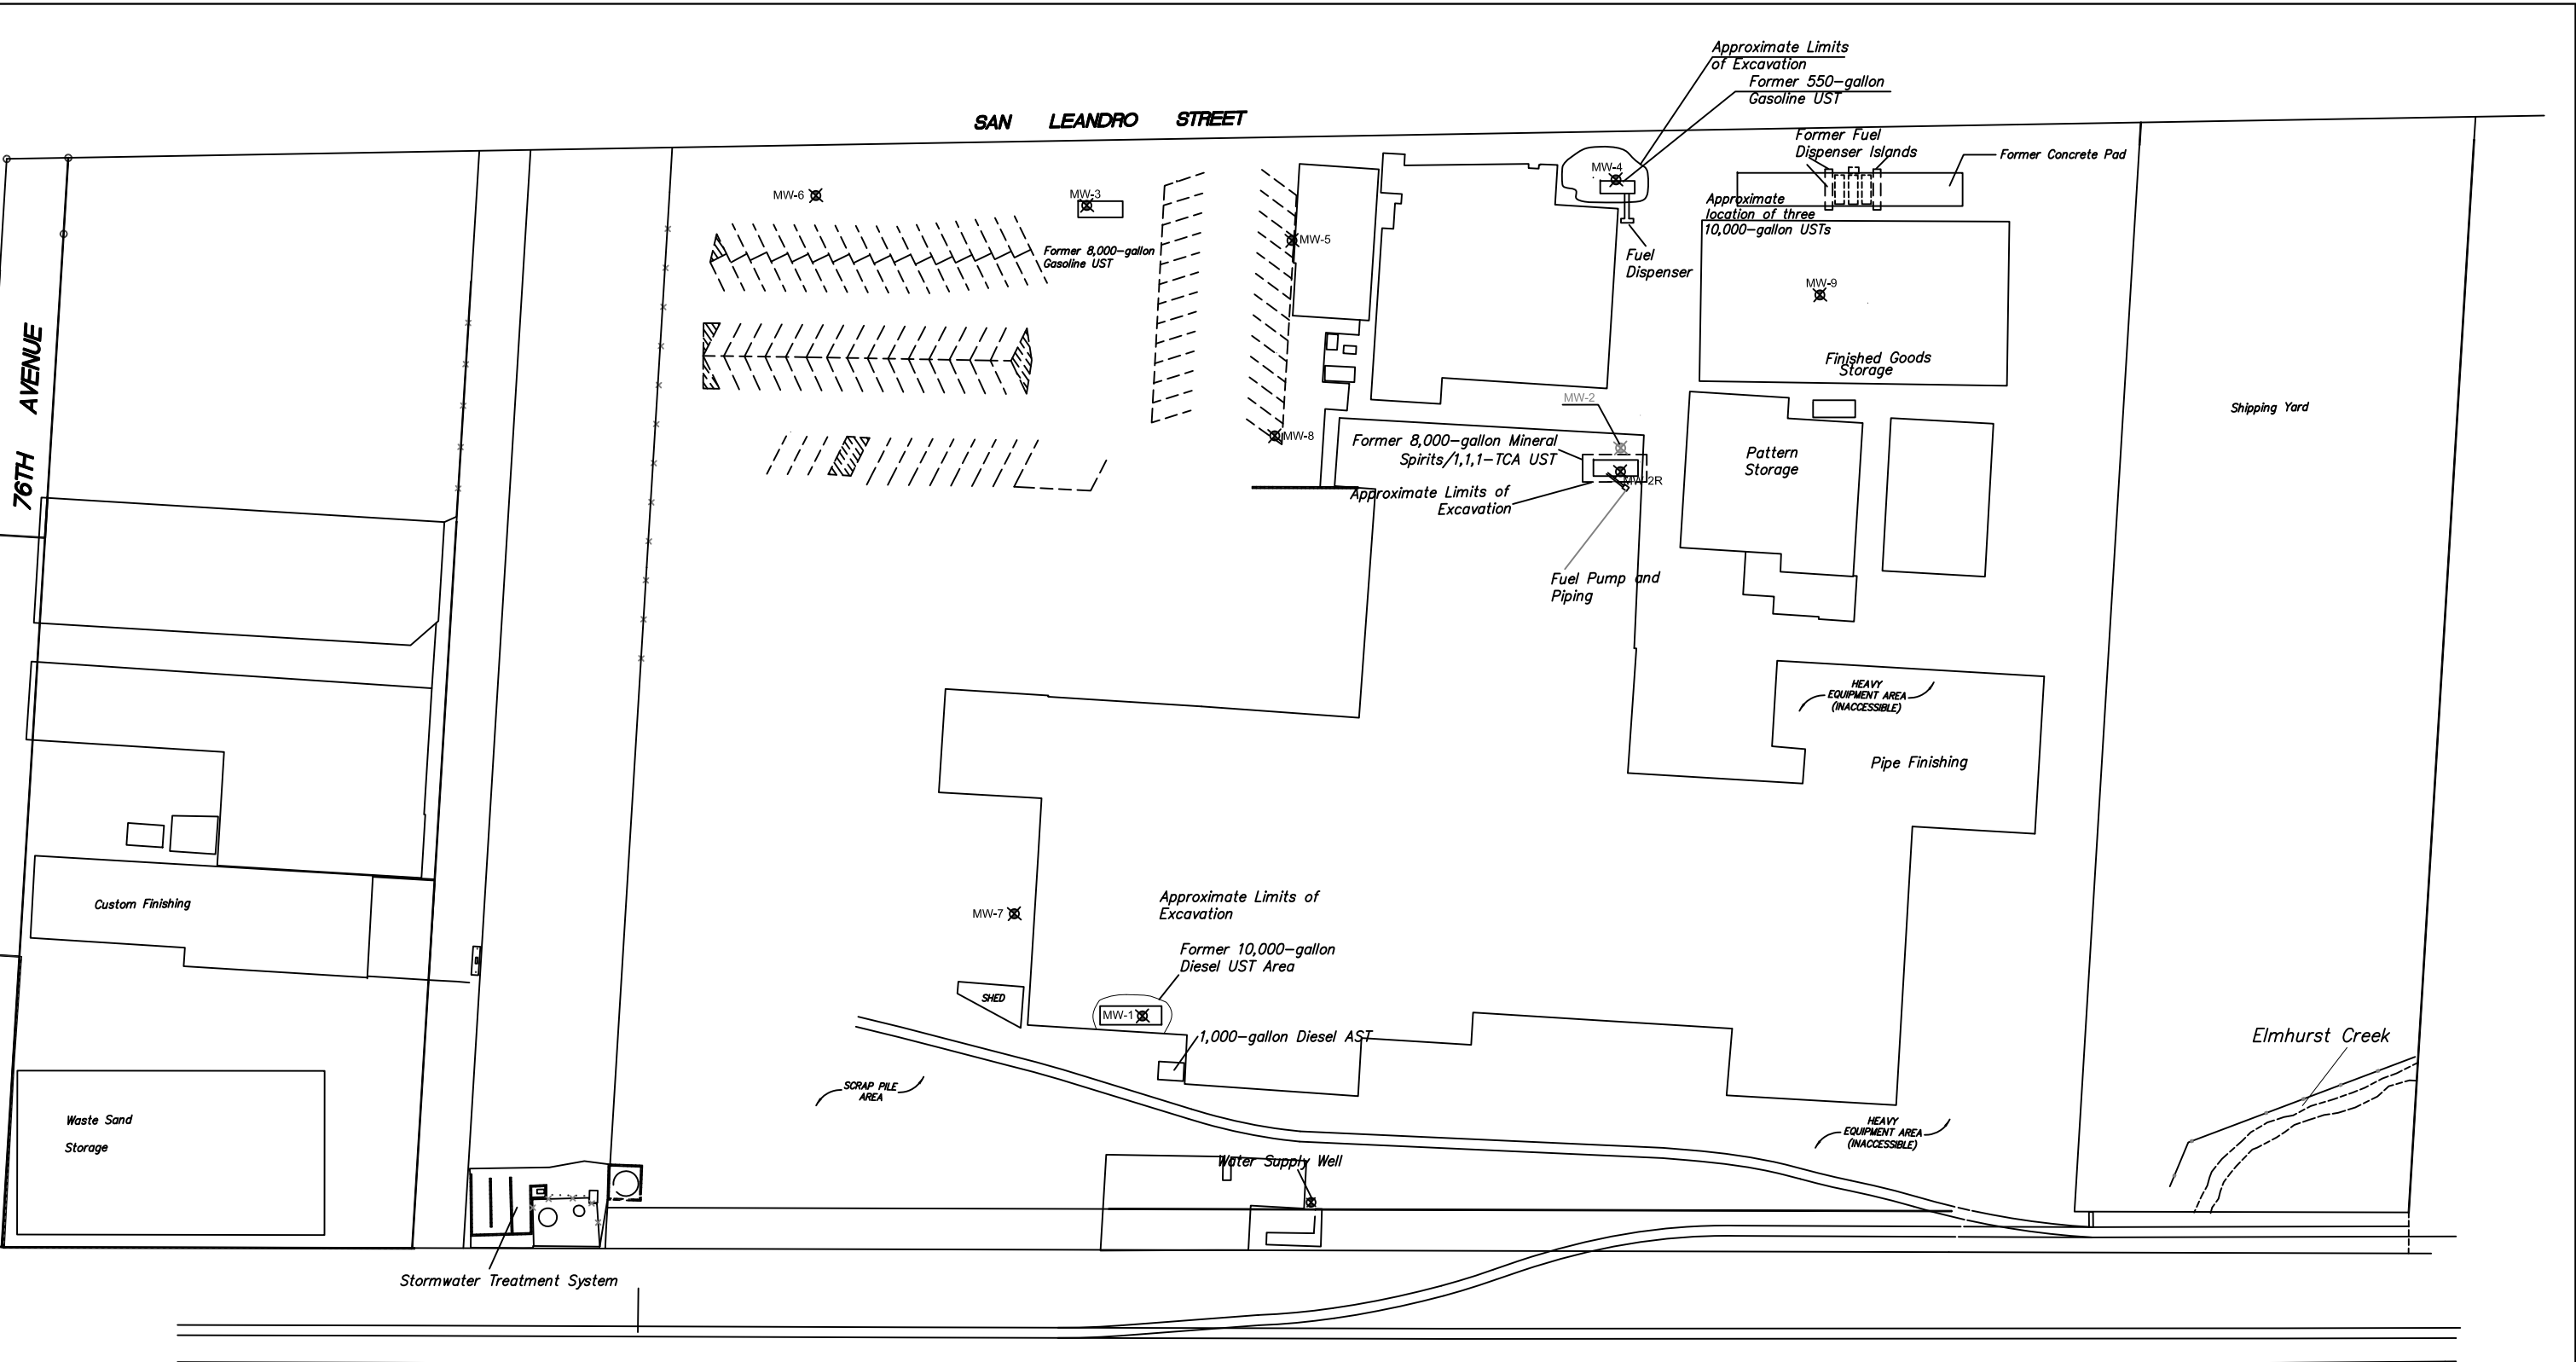 Approximate Limits
of Excavation
Former 550-gallon
Gasoline UST
SAN LEANDRO STREET
Former Fuel
Dispenser Islands
Former Concrete Pad
MW-6
MW-3
MW-4
Approximate
location of three
10,000-gallon USTs
Former 8,000-gallon
Gasoline UST
MW-5
Fuel
Dispenser
MW-9
Finished Goods
Storage
76TH AVENUE
MW-2
Shipping Yard
MW-8
Former 8,000-gallon Mineral
Spirits/1,1,1-TCA UST
MW-2R
Approximate Limits of
Excavation
Pattern
Storage
Fuel Pump and
Piping
HEAVY
EQUIPMENT AREA
(INACCESSIBLE)
Pipe Finishing
Custom Finishing
MW-7
Approximate Limits of
Excavation
Former 10,000-gallon
Diesel UST Area
SHED
MW-1
1,000-gallon Diesel AST
Elmhurst Creek
SCRAP PILE
AREA
Waste Sand
Storage
HEAVY
EQUIPMENT AREA
(INACCESSIBLE)
Water Supply Well
Stormwater Treatment System